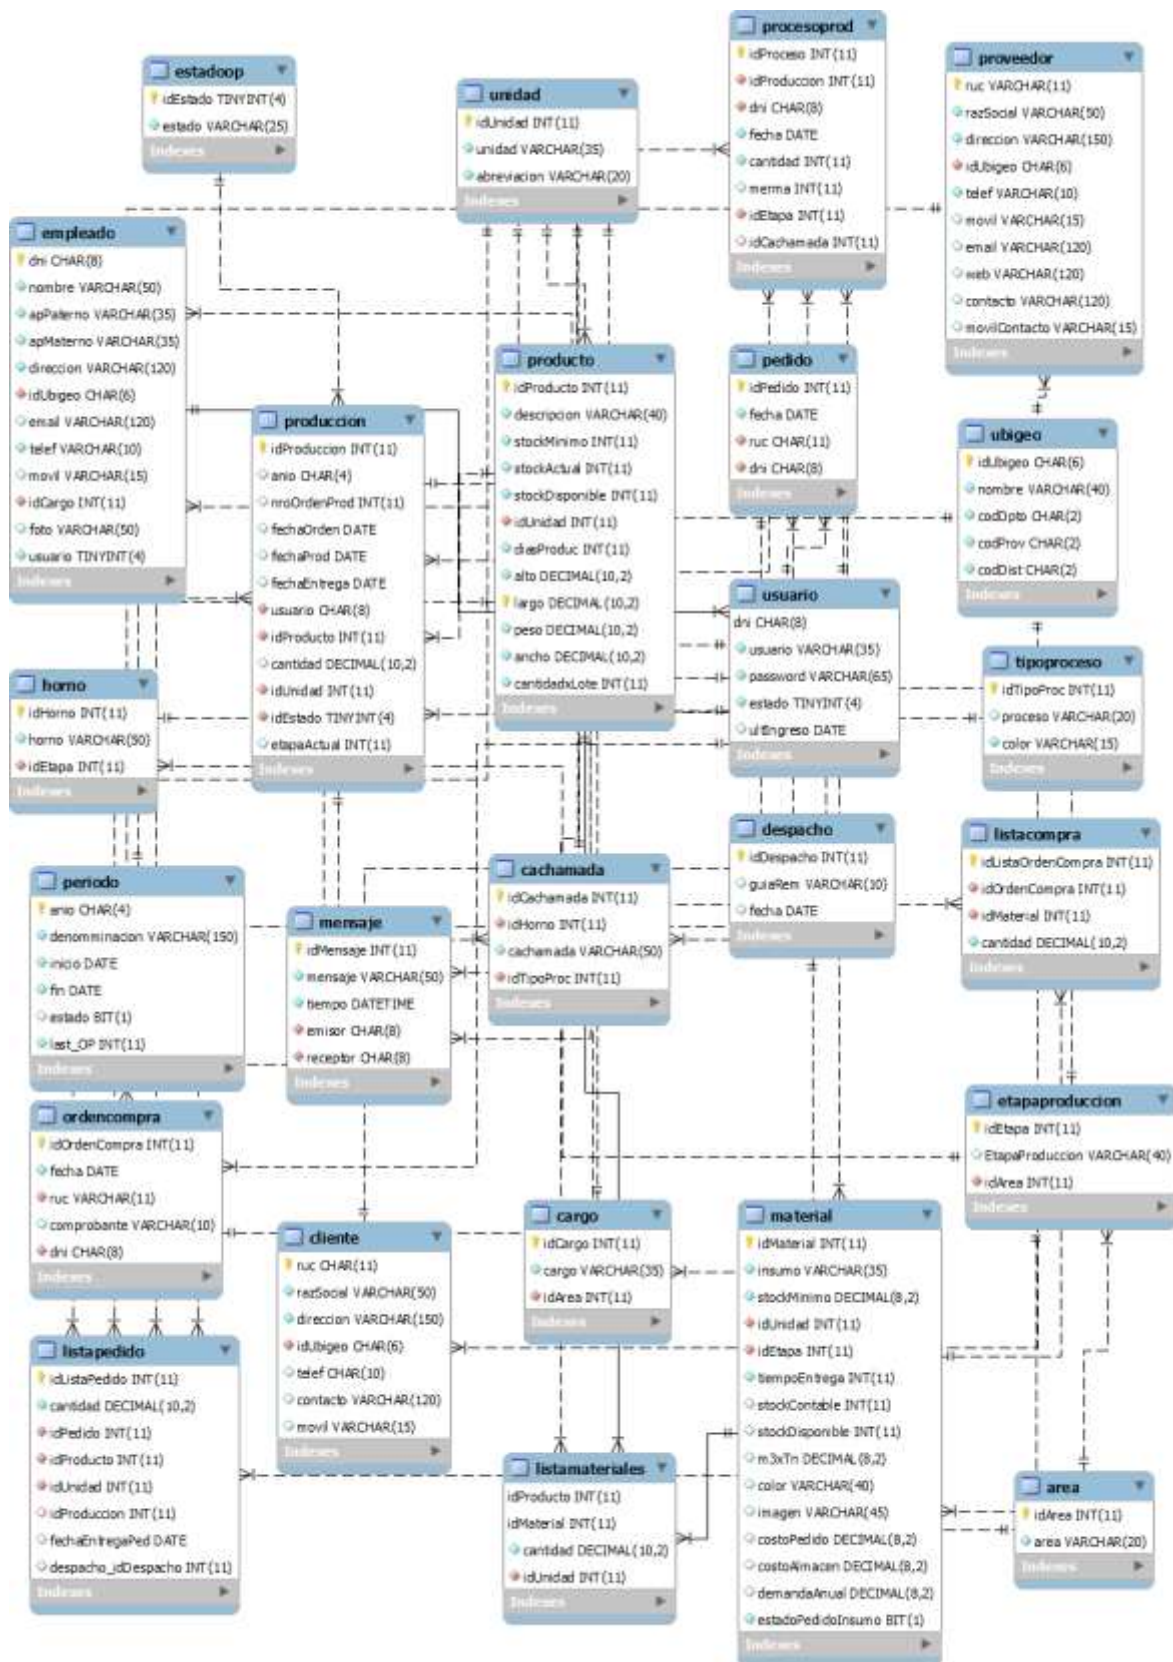 estadoop
idEstado TINYINT(4)
estado VARCHAR(25)
Indexes
unidad
idUnidad INT(11)
unidad VARCHAR(35)
abreviacion VARCHAR(20)
Indexes
procesoprod
idProceso INT(11)
idProduccion INT(11)
dni CHAR(8)
fecha DATE
cantidad INT(11)
merma INT(11)
idEtapa INT(11)
idCachamada INT(11)
Indexes
proveedor
ruc VARCHAR(11)
razSocial VARCHAR(50)
direccion VARCHAR(150)
idUbigeo CHAR(6)
telef VARCHAR(10)
movil VARCHAR(15)
email VARCHAR(120)
web VARCHAR(120)
contacto VARCHAR(120)
movilContacto VARCHAR(15)
Indexes
empleado
dni CHAR(8)
nombre VARCHAR(50)
apPaterno VARCHAR(35)
apMaterno VARCHAR(35)
direccion VARCHAR(120)
idUbigeo CHAR(6)
email VARCHAR(120)
telef VARCHAR(10)
movil VARCHAR(15)
idCargo INT(11)
foto VARCHAR(50)
usuario TINYINT(4)
Indexes
produccion
idProduccion INT(11)
anio CHAR(4)
nroOrdenProd INT(11)
fechaOrden DATE
fechaProd DATE
fechaEntrega DATE
usuario CHAR(8)
idProducto INT(11)
cantidad DECIMAL(10,2)
idUnidad INT(11)
idEstado TINYINT(4)
etapaActual INT(11)
Indexes
producto
idProducto INT(11)
descripcion VARCHAR(40)
stockMinimo INT(11)
stockActual INT(11)
stockDisponible INT(11)
idUnidad INT(11)
diasProduc INT(11)
alto DECIMAL(10,2)
largo DECIMAL(10,2)
peso DECIMAL(10,2)
ancho DECIMAL(10,2)
cantidadxLote INT(11)
Indexes
pedido
idPedido INT(11)
fecha DATE
ruc CHAR(11)
dni CHAR(8)
Indexes
ubigeo
idUbigeo CHAR(6)
nombre VARCHAR(40)
codDpto CHAR(2)
codProv CHAR(2)
codDist CHAR(2)
Indexes
usuario
dni CHAR(8)
usuario VARCHAR(35)
password VARCHAR(65)
estado TINYINT(4)
ultIngreso DATE
Indexes
tipoproceso
idTipoProc INT(11)
proceso VARCHAR(20)
color VARCHAR(15)
Indexes
horno
idHorno INT(11)
horno VARCHAR(50)
idEtapa INT(11)
Indexes
periodo
anio CHAR(4)
denomminacion VARCHAR(150)
inicio DATE
fin DATE
estado BIT(1)
last_OP INT(11)
Indexes
mensaje
idMensaje INT(11)
mensaje VARCHAR(50)
tiempo DATETIME
emisor CHAR(8)
receptor CHAR(8)
Indexes
cachamada
idCachamada INT(11)
idHorno INT(11)
cachamada VARCHAR(50)
idTipoProc INT(11)
Indexes
despacho
idDespacho INT(11)
guiaRem VARCHAR(10)
fecha DATE
Indexes
listacompra
idListaOrdenCompra INT(11)
idOrdenCompra INT(11)
idMaterial INT(11)
cantidad DECIMAL(10,2)
Indexes
ordencompra
idOrdenCompra INT(11)
fecha DATE
ruc VARCHAR(11)
comprobante VARCHAR(10)
dni CHAR(8)
Indexes
etapaproduccion
idEtapa INT(11)
EtapaProduccion VARCHAR(40)
idArea INT(11)
Indexes
cliente
ruc CHAR(11)
razSocial VARCHAR(50)
direccion VARCHAR(150)
idUbigeo CHAR(6)
telef CHAR(10)
contacto VARCHAR(120)
movil VARCHAR(15)
Indexes
cargo
idCargo INT(11)
cargo VARCHAR(35)
idArea INT(11)
Indexes
material
idMaterial INT(11)
insumo VARCHAR(35)
stockMinimo DECIMAL(8,2)
idUnidad INT(11)
idEtapa INT(11)
tiempoEntrega INT(11)
stockContable INT(11)
stockDisponible INT(11)
m3xTn DECIMAL(8,2)
color VARCHAR(40)
imagen VARCHAR(45)
costoPedido DECIMAL(8,2)
costoAlmacen DECIMAL(8,2)
demandaAnual DECIMAL(8,2)
estadoPedidoInsumo BIT(1)
Indexes
listapedido
idListaPedido INT(11)
cantidad DECIMAL(10,2)
idPedido INT(11)
idProducto INT(11)
idUnidad INT(11)
idProduccion INT(11)
fechaEntregaPed DATE
despacho_idDespacho INT(11)
Indexes
listamateriales
idProducto INT(11)
idMaterial INT(11)
cantidad DECIMAL(10,2)
idUnidad INT(11)
Indexes
area
idArea INT(11)
area VARCHAR(20)
Indexes